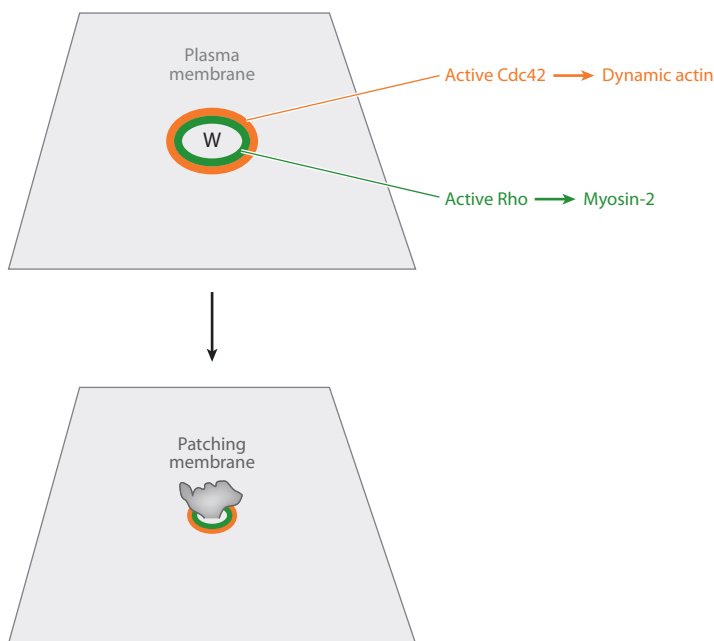 Plasma
membrane
Active Cdc42 Dynamic actin
W
Active Rho Myosin-2
Patching
membrane